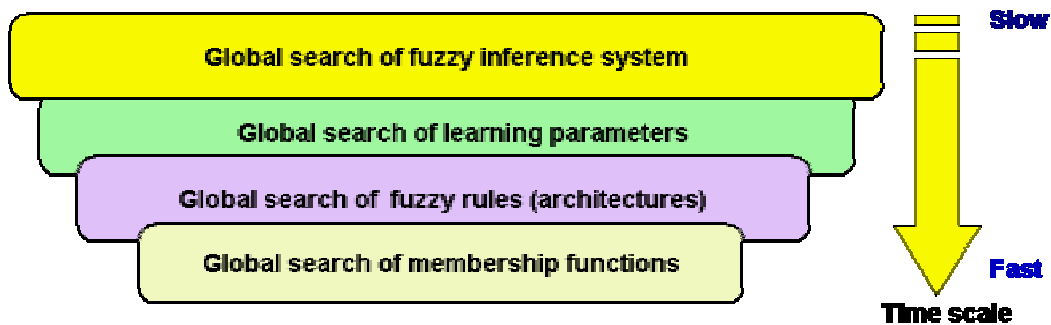 Slow
Global search of fuzzy inference system
Global search of learning parameters
Global search of fuzzy rules (architectures)
Global search of membership functions
Fast
Time scale